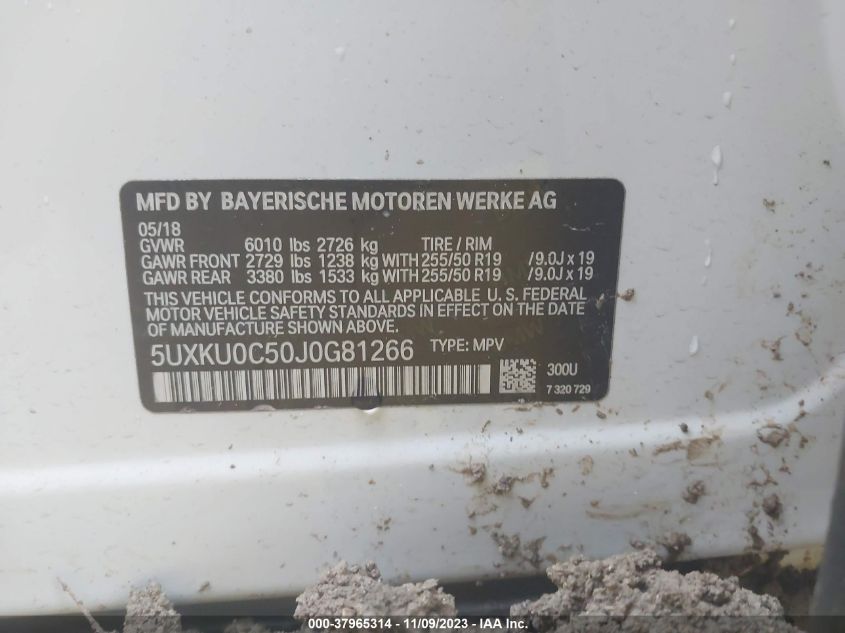 MFD BY BAYERISCHE MOTOREN WERKE AG
05/18
GVWR 6010 lbs 2726 kg TIRE / RIM
GAWR FRONT 2729 lbs 1238 kg WITH 255/50 R19 /9.0J x 19
GAWR REAR 3380 lbs 1533 kg WITH 255/50 R19 /9.0J x 19
THIS VEHICLE CONFORMS TO ALL APPLICABLE U. S. FEDERAL
MOTOR VEHICLE SAFETY STANDARDS IN EFFECT ON THE DATE
OF MANUFACTURE SHOWN ABOVE.
5UXKU0C50J0G81266 TYPE: MPV
300U
7 320 729
000-37965314 - 11/09/2023 - IAA Inc.